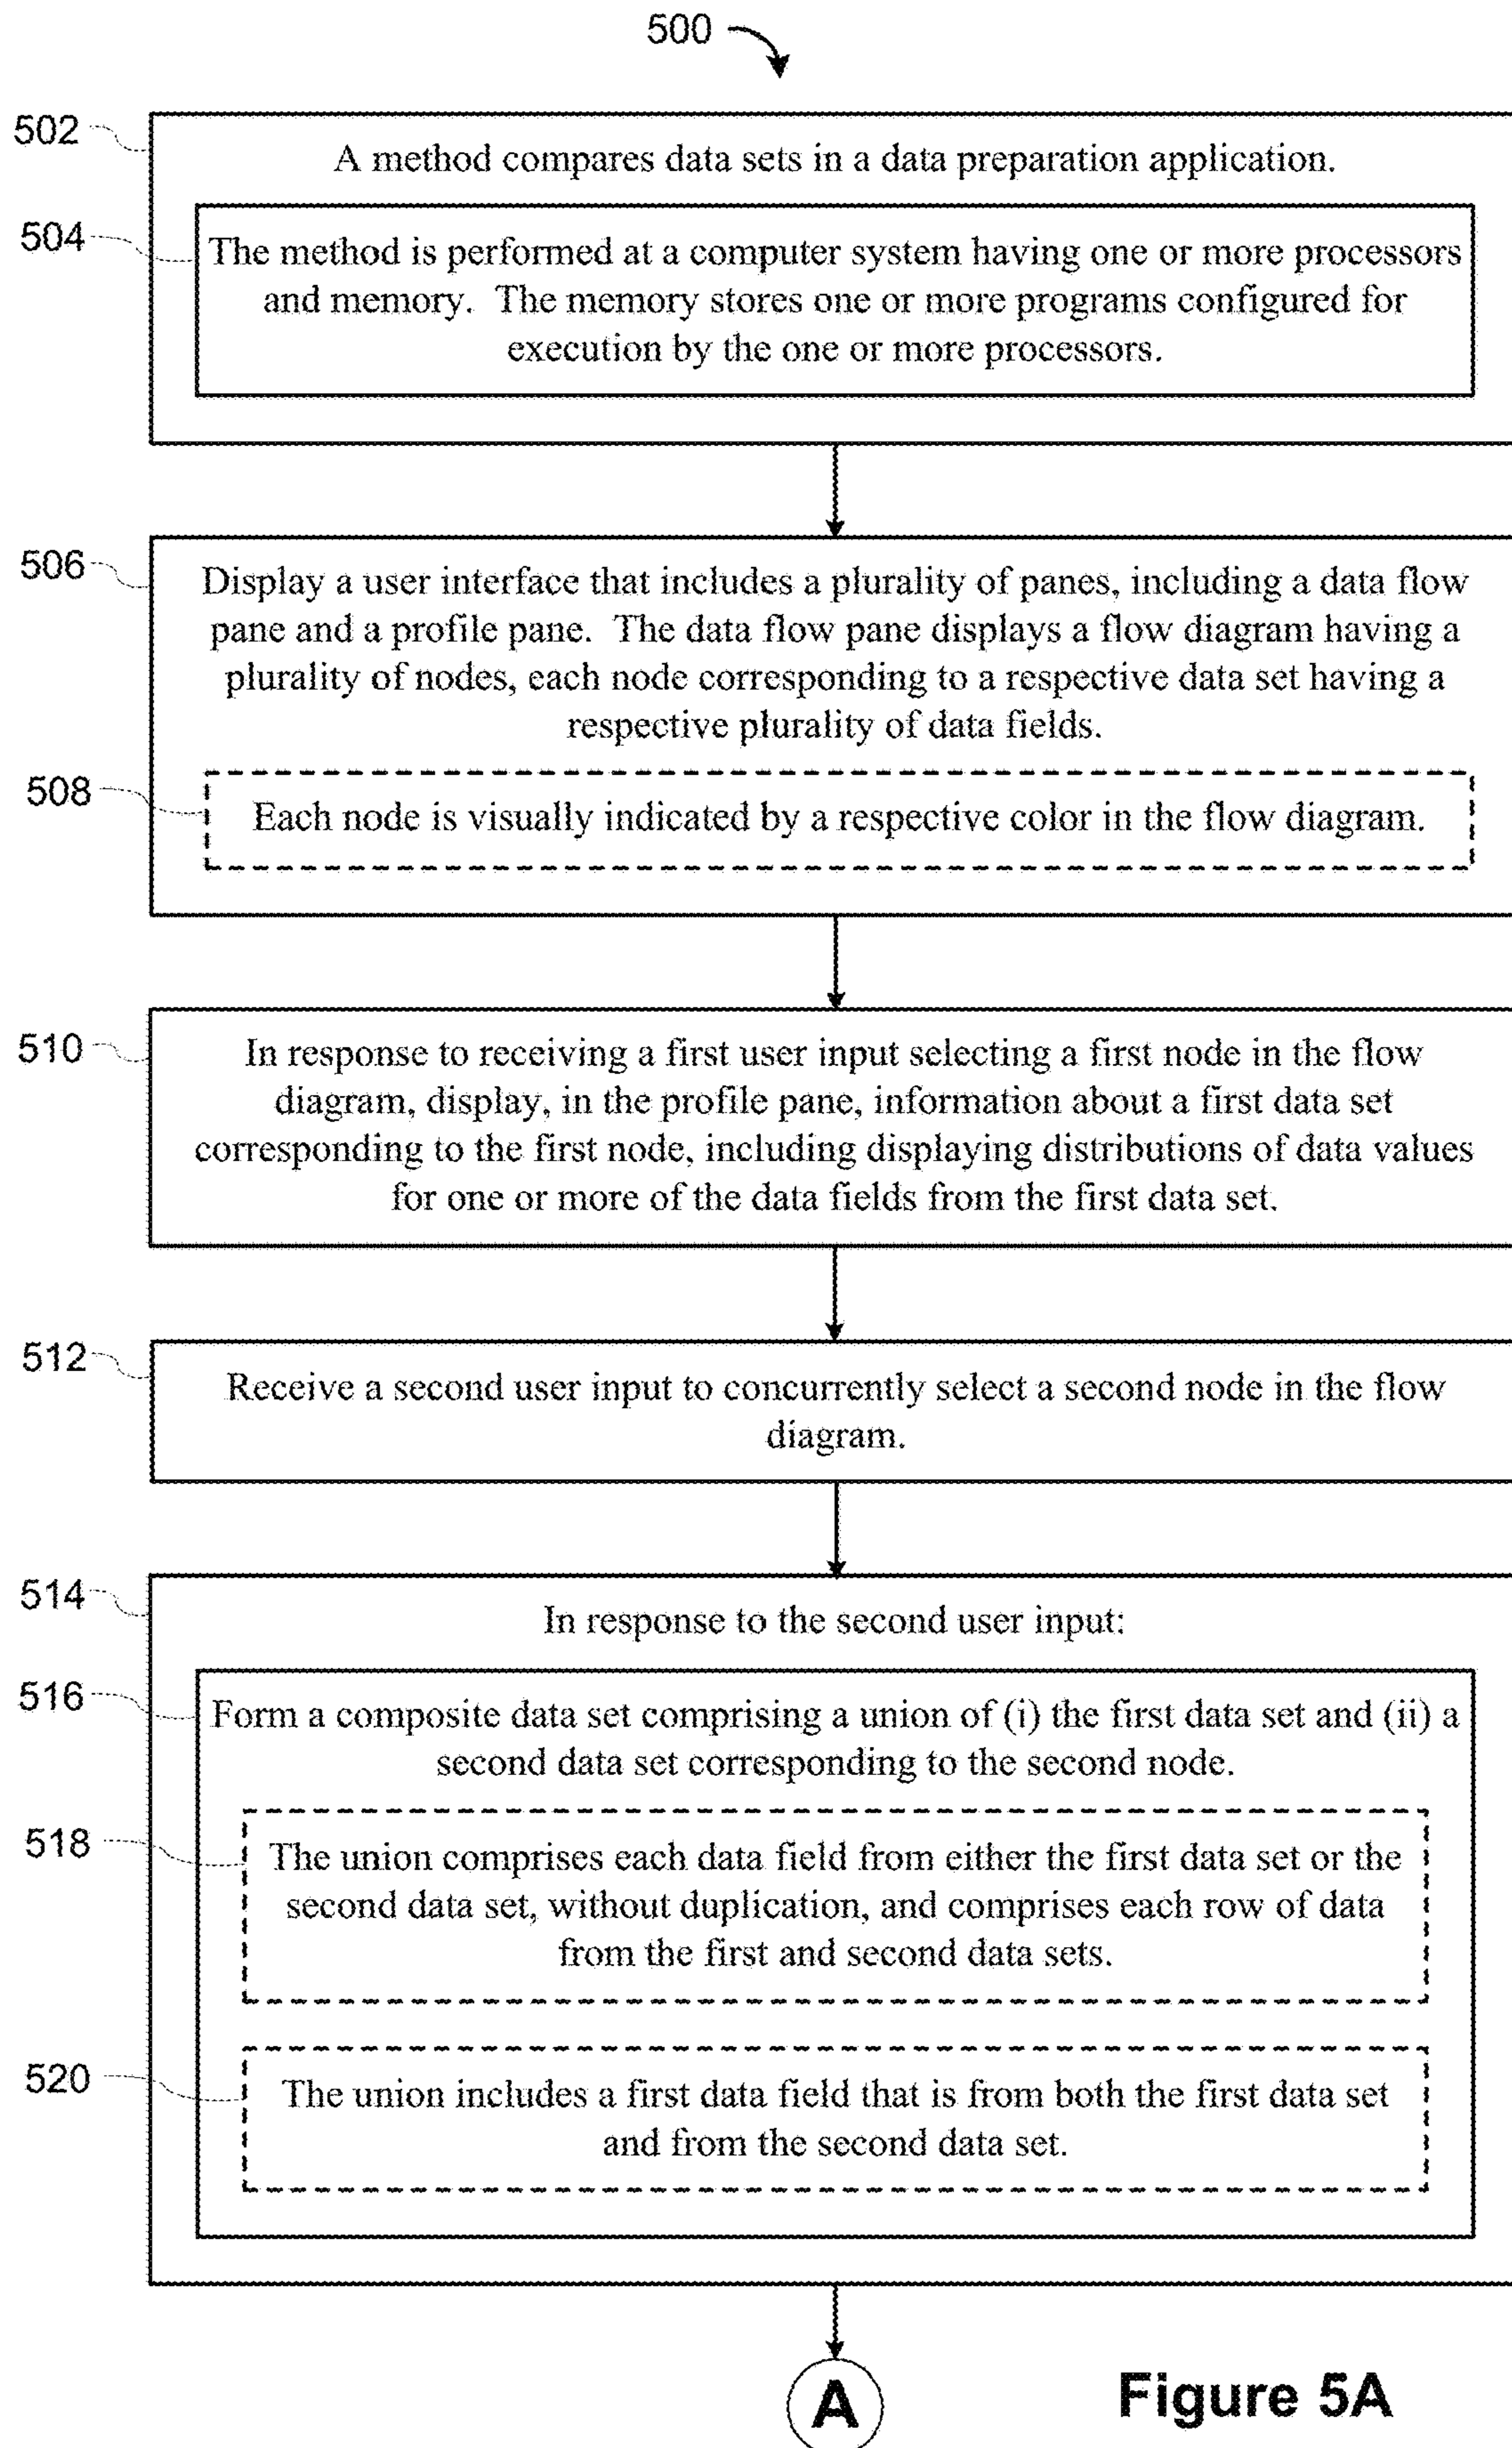 500
502
A method compares data sets in a data preparation application.
504
The method is performed at a computer system having one or more processors
and memory. The memory stores one or more programs configured for
execution by the one or more processors.
506
Display a user interface that includes a plurality of panes, including a data flow
pane and a profile pane. The data flow pane displays a flow diagram having a
plurality of nodes, each node corresponding to a respective data set having a
respective plurality of data fields.
508
Each node is visually indicated by a respective color in the flow diagram.
510
In response to receiving a first user input selecting a first node in the flow
diagram, display, in the profile pane, information about a first data set
corresponding to the first node, including displaying distributions of data values
for one or more of the data fields from the first data set.
512
Receive a second user input to concurrently select a second node in the flow
diagram.
514
In response to the second user input:
516
Form a composite data set comprising a union of (i) the first data set and (ii) a
second data set corresponding to the second node.
518
The union comprises each data field from either the first data set or the
second data set, without duplication, and comprises each row of data
from the first and second data sets.
520
The union includes a first data field that is from both the first data set
and from the second data set.
A
Figure 5A